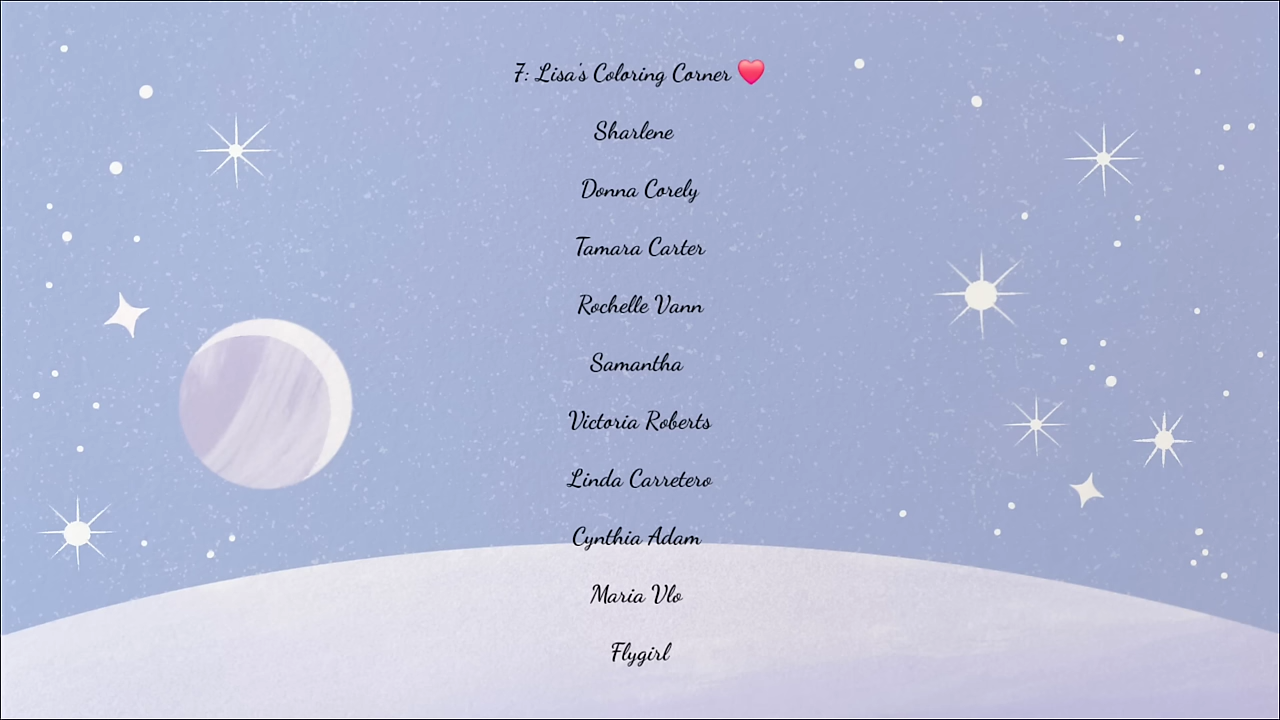 7: Lisa's Coloring Corner ❤️
Sharlene
Donna Corely
Tamara Carter
Rochelle Vann
Samantha
Victoria Roberts
Linda Carretero
Cynthia Adam
Maria Vlo
Flygirl